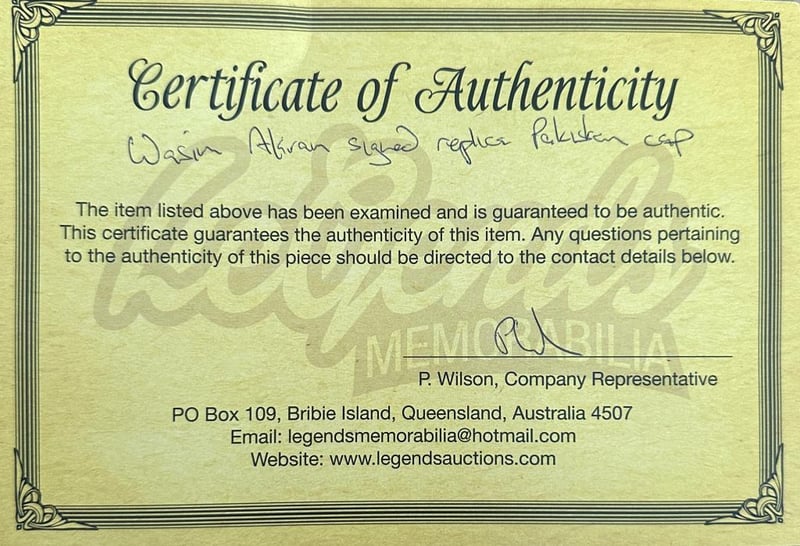 Certificate of Authenticity
Wasim Akram signed replica Pakistan cap
The item listed above has been examined and is guaranteed to be authentic.
This certificate guarantees the authenticity of this item. Any questions pertaining
to the authenticity of this piece should be directed to the contact details below.
Legends
MEMORABILIA
P. Wilson, Company Representative
PO Box 109, Bribie Island, Queensland, Australia 4507
Email: legendsmemorabilia@hotmail.com
Website: www.legendsauctions.com